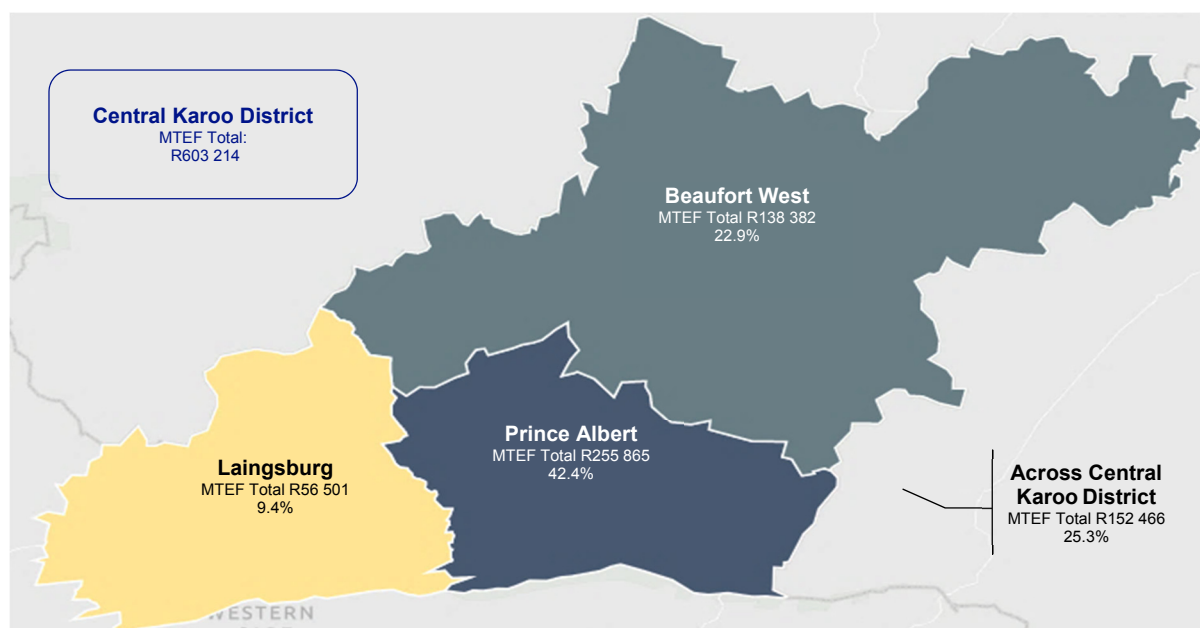 Central Karoo District
MTEF Total:
R603 214
Beaufort West
MTEF Total R138 382
22.9%
Prince Albert
MTEF Total R255 865
42.4%
Laingsburg
MTEF Total R56 501
9.4%
Across Central
Karoo District
MTEF Total R152 466
25.3%
WESTERN